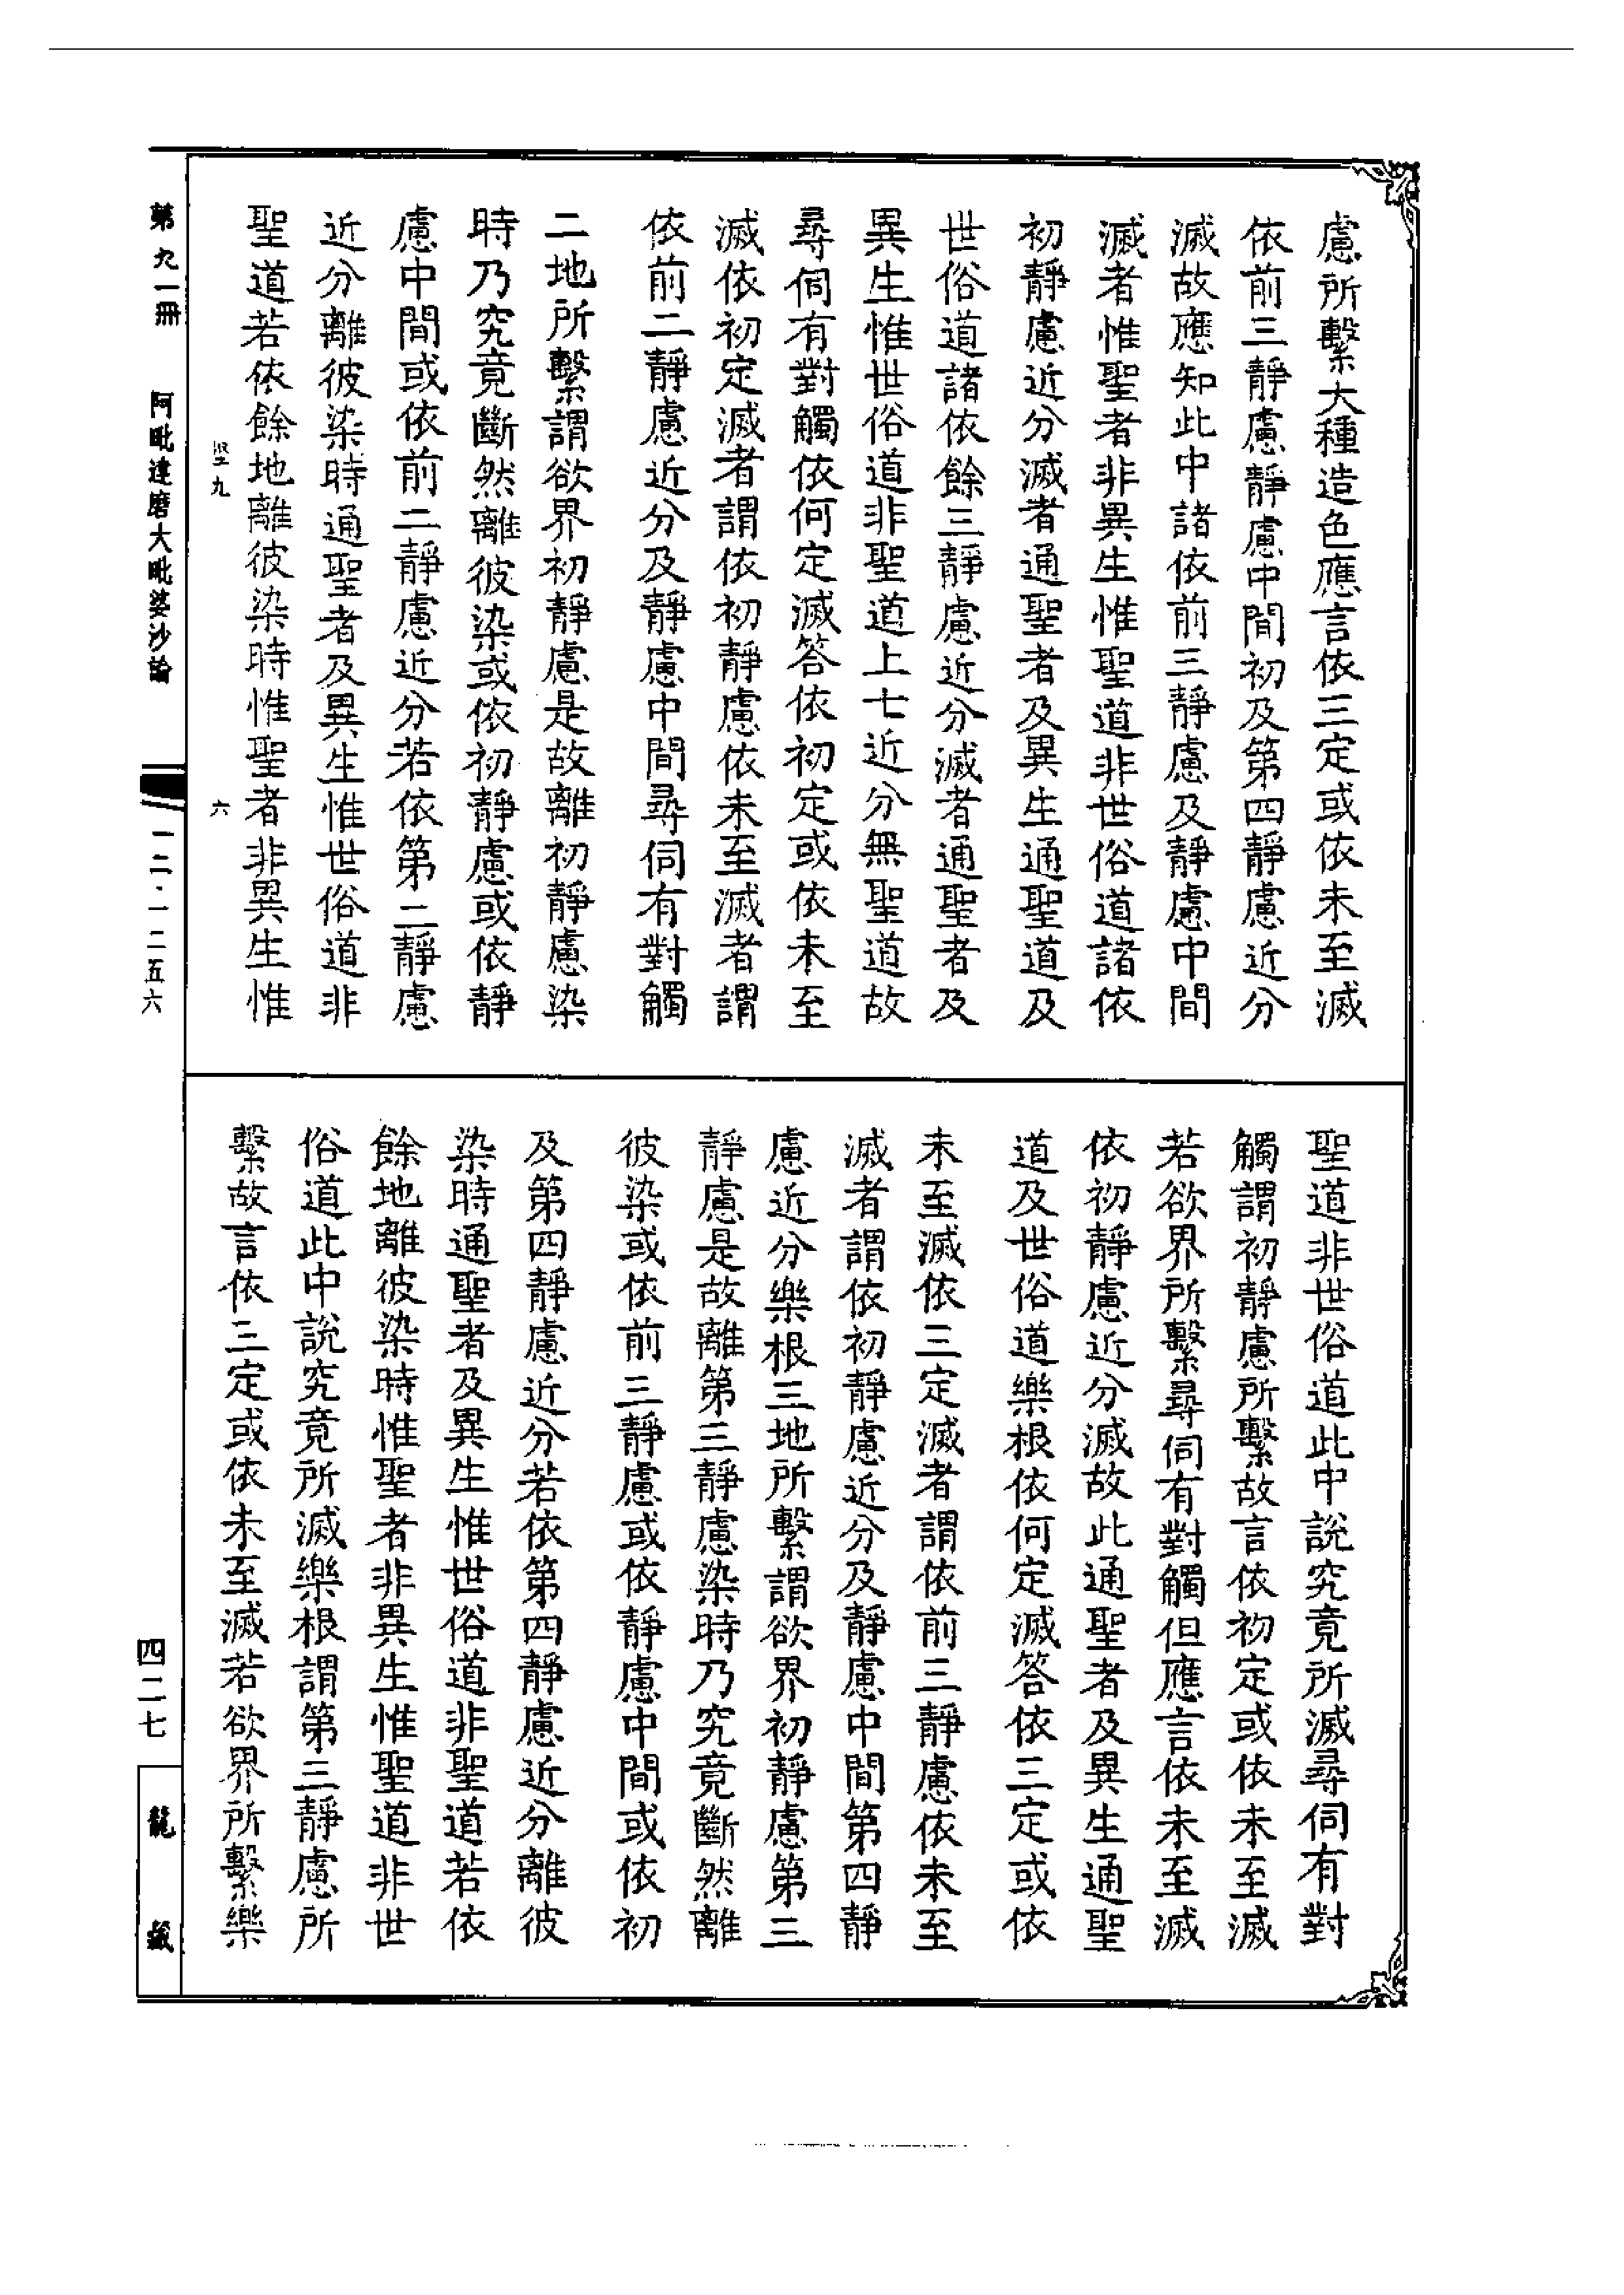 慮所繫大種造色應言依三定或依未至滅
依前三靜慮靜慮中間初及第四靜慮近分
滅故應知此中諸依前三靜慮及靜慮中間
滅者惟聖者非異生惟聖道非世俗道諸依
初靜慮近分滅者通聖者及異生通聖道及
世俗道諸依餘三靜慮近分滅者通聖者及
異生惟世俗道非聖道上七近分無聖道故
尋伺有對觸依何定滅答依初定或依未至
滅依初定滅者謂依初靜慮依未至滅者謂
依前二靜慮近分及靜慮中間尋伺有對觸
二地所繫謂欲界初靜慮是故離初靜慮染
時乃究竟斷然離彼染或依初靜慮或依靜
慮中間或依前二靜慮近分若依第二靜慮
近分離彼染時通聖者及異生惟世俗道非
聖道若依餘地離彼染時惟聖者非異生惟
聖道非世俗道此中說究竟所滅尋伺有對
觸謂初靜慮所繫故言依初定或依未至滅
若欲界所繫尋伺有對觸但應言依未至滅
依初靜慮近分滅故此通聖者及異生通聖
道及世俗道樂根依何定滅答依三定或依
未至滅依三定滅者謂依前三靜慮依未至
滅者謂依初靜慮近分及靜慮中間第四靜
慮近分樂根三地所繫謂欲界初靜慮第三
靜慮是故離第三靜慮染時乃究竟斷然離
彼染或依前三靜慮或依靜慮中間或依初
及第四靜慮近分若依第四靜慮近分離彼
染時通聖者及異生惟世俗道非聖道若依
餘地離彼染時惟聖者非異生惟聖道非世
俗道此中說究竟所滅樂根謂第三靜慮所
繫故言依三定或依未至滅若欲界所繫樂
九
六
第九一冊
阿毗達磨大毗婆沙論
一二·一二五六
四二七
龍藏